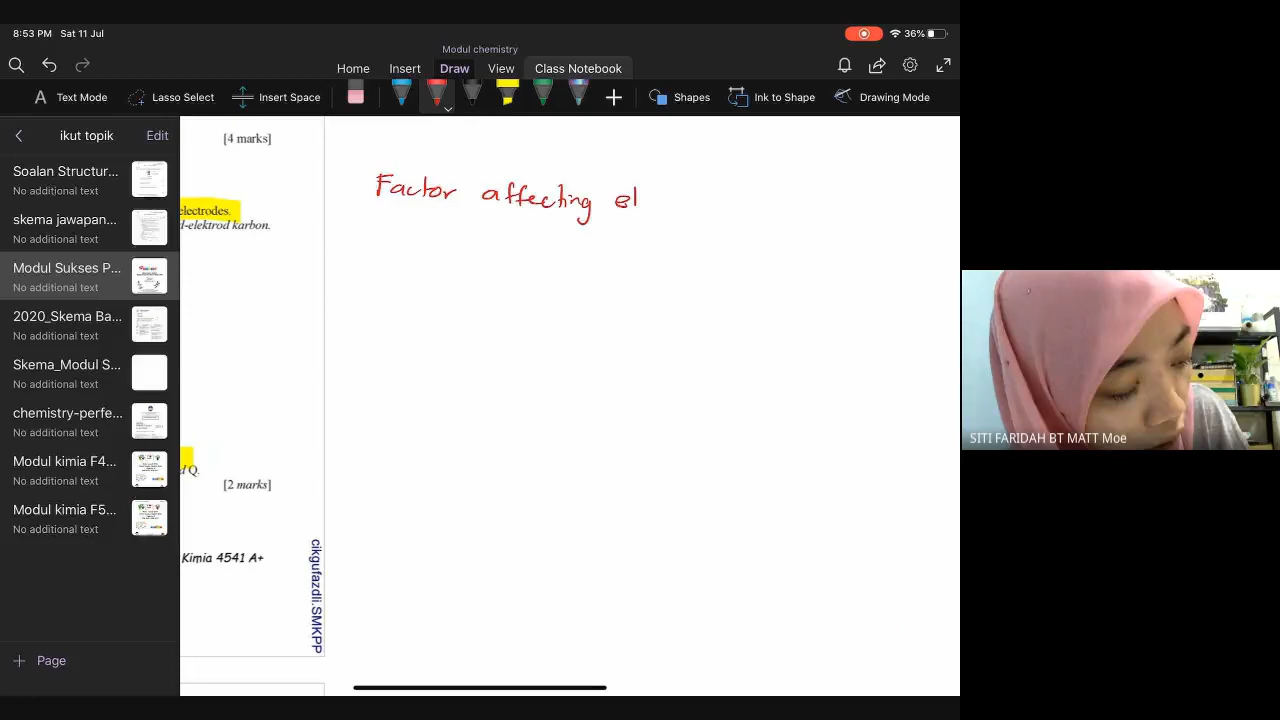 8:53 PM Sat 11 Jul
36%
Modul chemistry
Home Insert Draw View Class Notebook
Text Mode Lasso Select Insert Space Shapes Ink to Shape Drawing Mode
ikut topik Edit
Soalan Structur...
No additional text
skema jawapan...
No additional text
Modul Sukses P...
No additional text
2020_Skema Ba...
No additional text
Skema_Modul S...
No additional text
chemistry-perfe...
No additional text
Modul kimia F4...
No additional text
Modul kimia F5...
No additional text
Page
[4 marks]
electrodes.
d-elektrod karbon.
d Q.
[2 marks]
Kimia 4541 A+
cikgufazdli.SMKPP
Factor affecting el
SITI FARIDAH BT MATT Moe